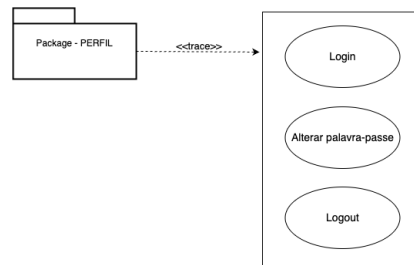 Package - PERFIL
<<trace>>
Login
Alterar palavra-passe
Logout